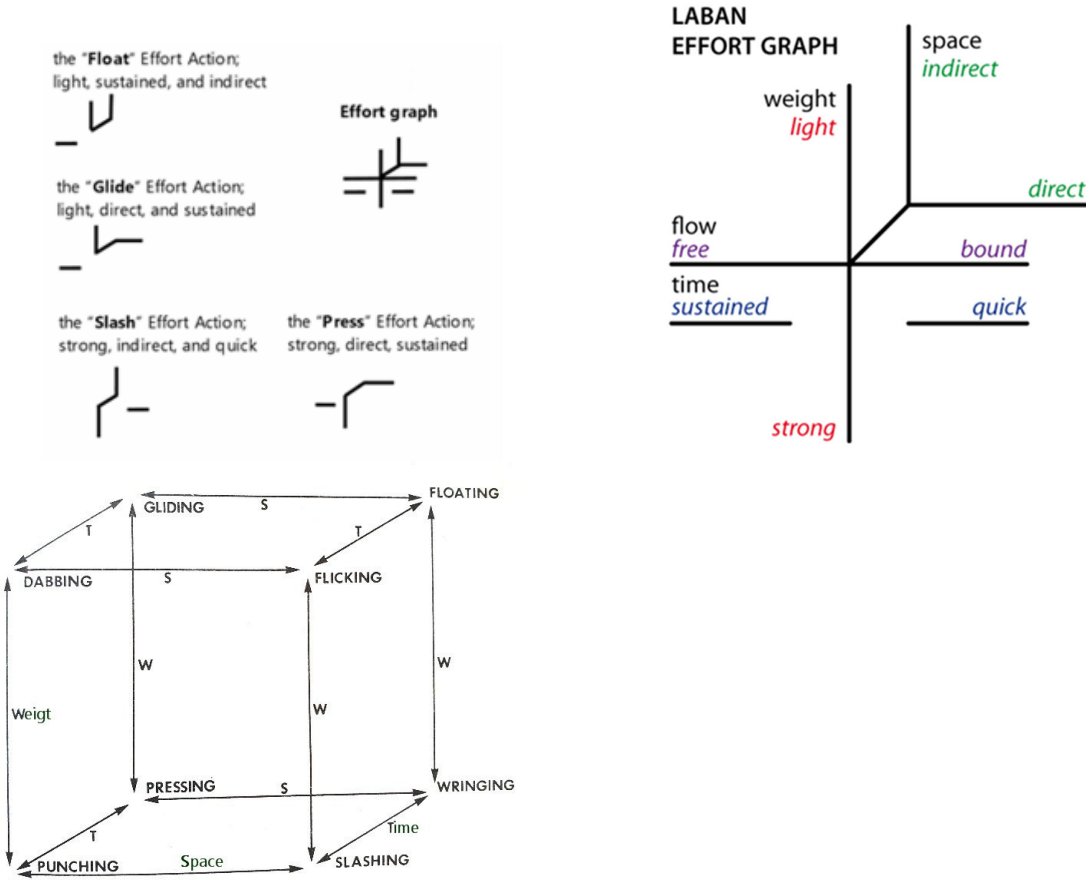 the "Float" Effort Action;
light, sustained, and indirect
Effort graph
the "Glide" Effort Action;
light, direct, and sustained
the "Slash" Effort Action;
strong, indirect, and quick
the "Press" Effort Action;
strong, direct, sustained
LABAN
EFFORT GRAPH
space
indirect
weight
light
direct
flow
free
bound
time
sustained
quick
strong
FLOATING
GLIDING
S
T
T
DABBING
S
FLICKING
W
W
W
Weigt
PRESSING
S
WRINGING
T
Time
PUNCHING
Space
SLASHING